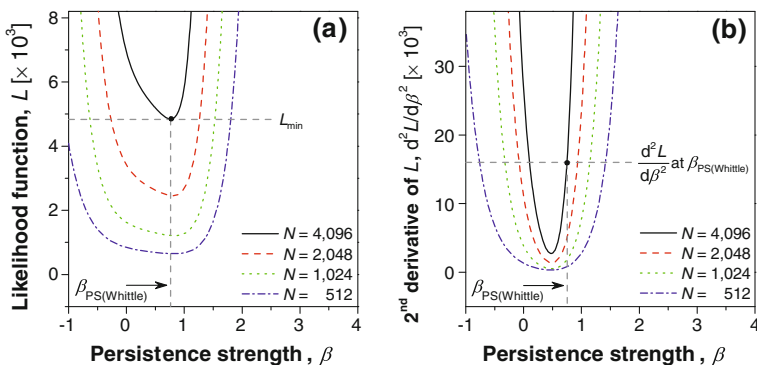 (a)
Likelihood function, L [× 10³]
8
6
4
2
0
L_min
N = 4,096
N = 2,048
N = 1,024
N = 512
β_PS(Whittle)
-1 0 1 2 3 4
Persistence strength , β
(b)
2nd derivative of L, d²L/dβ² [× 10³]
30
20
10
0
d²L/dβ² at β_PS(Whittle)
N = 4,096
N = 2,048
N = 1,024
N = 512
β_PS(Whittle)
-1 0 1 2 3 4
Persistence strength , β